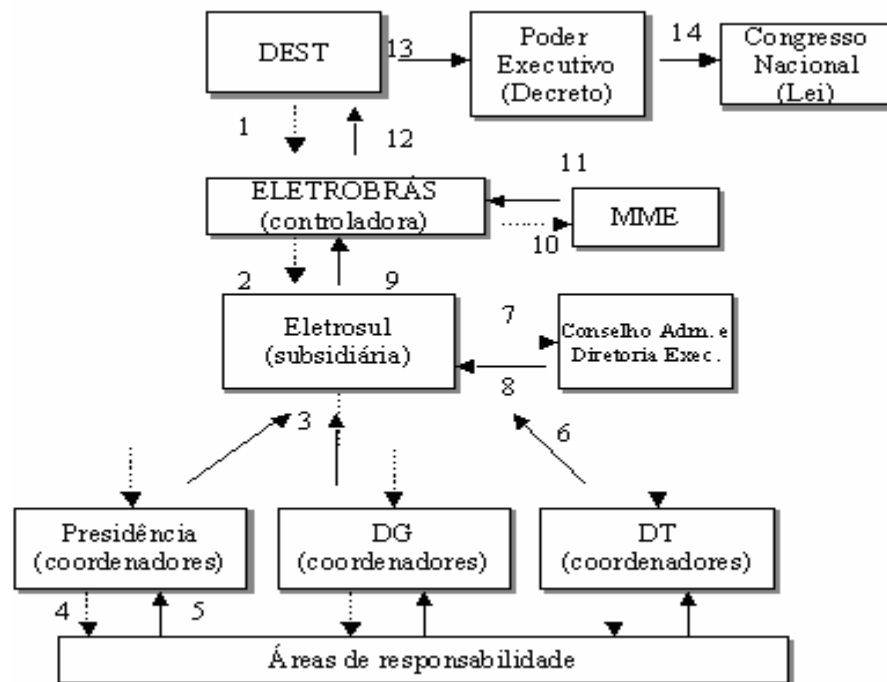 DEST
13
Poder
Executivo
(Decreto)
14
Congresso
Nacional
(Lei)
1
12
11
ELETROBRÁS
(controladora)
MME
10
2
9
Eletrosul
(subsidiária)
7
Conselho Adm. e
Diretoria Exec.
8
3
6
Presidência
(coordenadores)
DG
(coordenadores)
DT
(coordenadores)
4
5
Áreas de responsabilidade